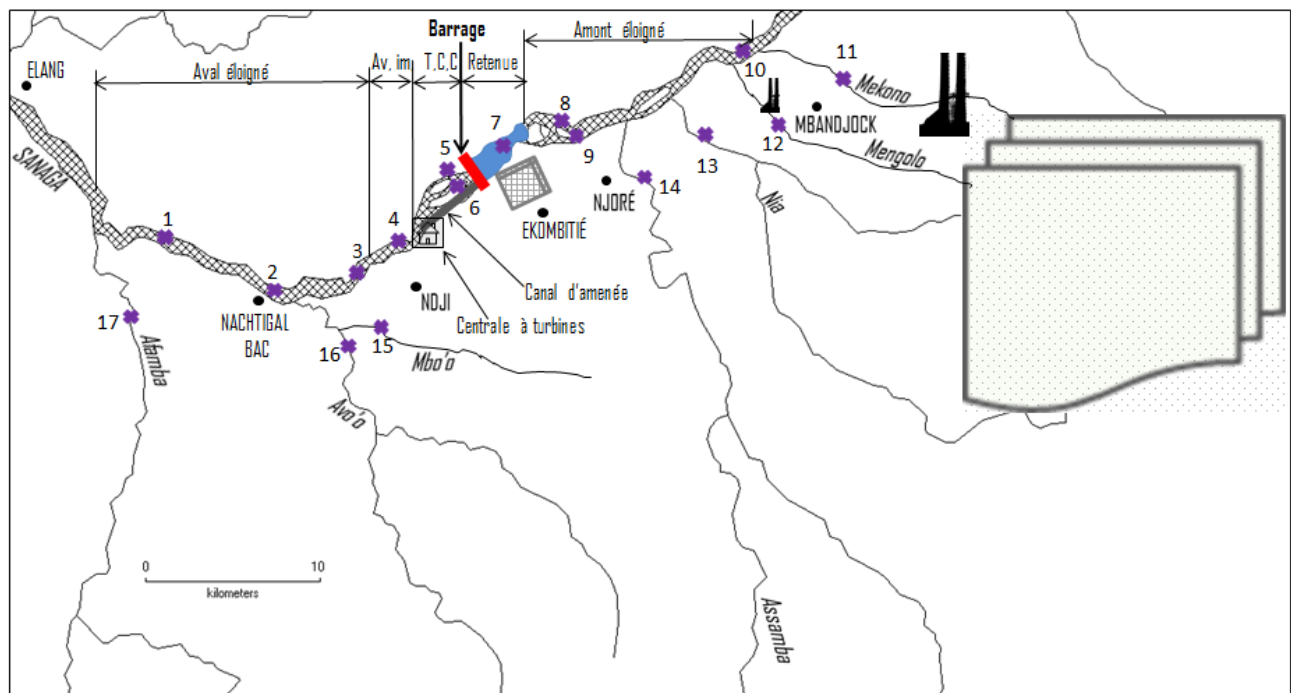 Barrage
Amont éloigné
Aval éloigné
Av, im
T,C,C
Retenue
ELANG
SANAGA
10
11
Mekono
MBANDJOCK
12
Mengolo
8
7
9
13
5
6
NJORÉ
14
Nia
EKOMBITIÉ
1
4
3
2
NDJI
Canal d'amenée
NACHTIGAL
BAC
Centrale à turbines
17
Afamba
16
15
Mbo'o
Avo'o
Assamba
0
10
kilometers